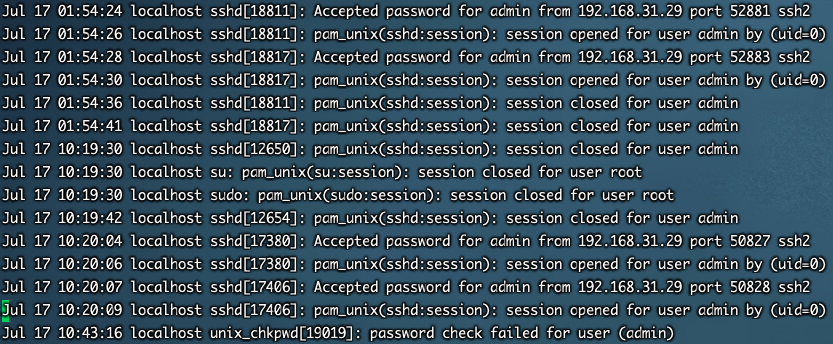 Jul 17 01:54:24 localhost sshd[18811]: Accepted password for admin from 192.168.31.29 port 52881 ssh2
Jul 17 01:54:26 localhost sshd[18811]: pam_unix(sshd:session): session opened for user admin by (uid=0)
Jul 17 01:54:28 localhost sshd[18817]: Accepted password for admin from 192.168.31.29 port 52883 ssh2
Jul 17 01:54:30 localhost sshd[18817]: pam_unix(sshd:session): session opened for user admin by (uid=0)
Jul 17 01:54:36 localhost sshd[18811]: pam_unix(sshd:session): session closed for user admin
Jul 17 01:54:41 localhost sshd[18817]: pam_unix(sshd:session): session closed for user admin
Jul 17 10:19:30 localhost sshd[12650]: pam_unix(sshd:session): session closed for user admin
Jul 17 10:19:30 localhost su: pam_unix(su:session): session closed for user root
Jul 17 10:19:30 localhost sudo: pam_unix(sudo:session): session closed for user root
Jul 17 10:19:42 localhost sshd[12654]: pam_unix(sshd:session): session closed for user admin
Jul 17 10:20:04 localhost sshd[17380]: Accepted password for admin from 192.168.31.29 port 50827 ssh2
Jul 17 10:20:06 localhost sshd[17380]: pam_unix(sshd:session): session opened for user admin by (uid=0)
Jul 17 10:20:07 localhost sshd[17406]: Accepted password for admin from 192.168.31.29 port 50828 ssh2
Jul 17 10:20:09 localhost sshd[17406]: pam_unix(sshd:session): session opened for user admin by (uid=0)
Jul 17 10:43:16 localhost unix_chkpwd[19019]: password check failed for user (admin)